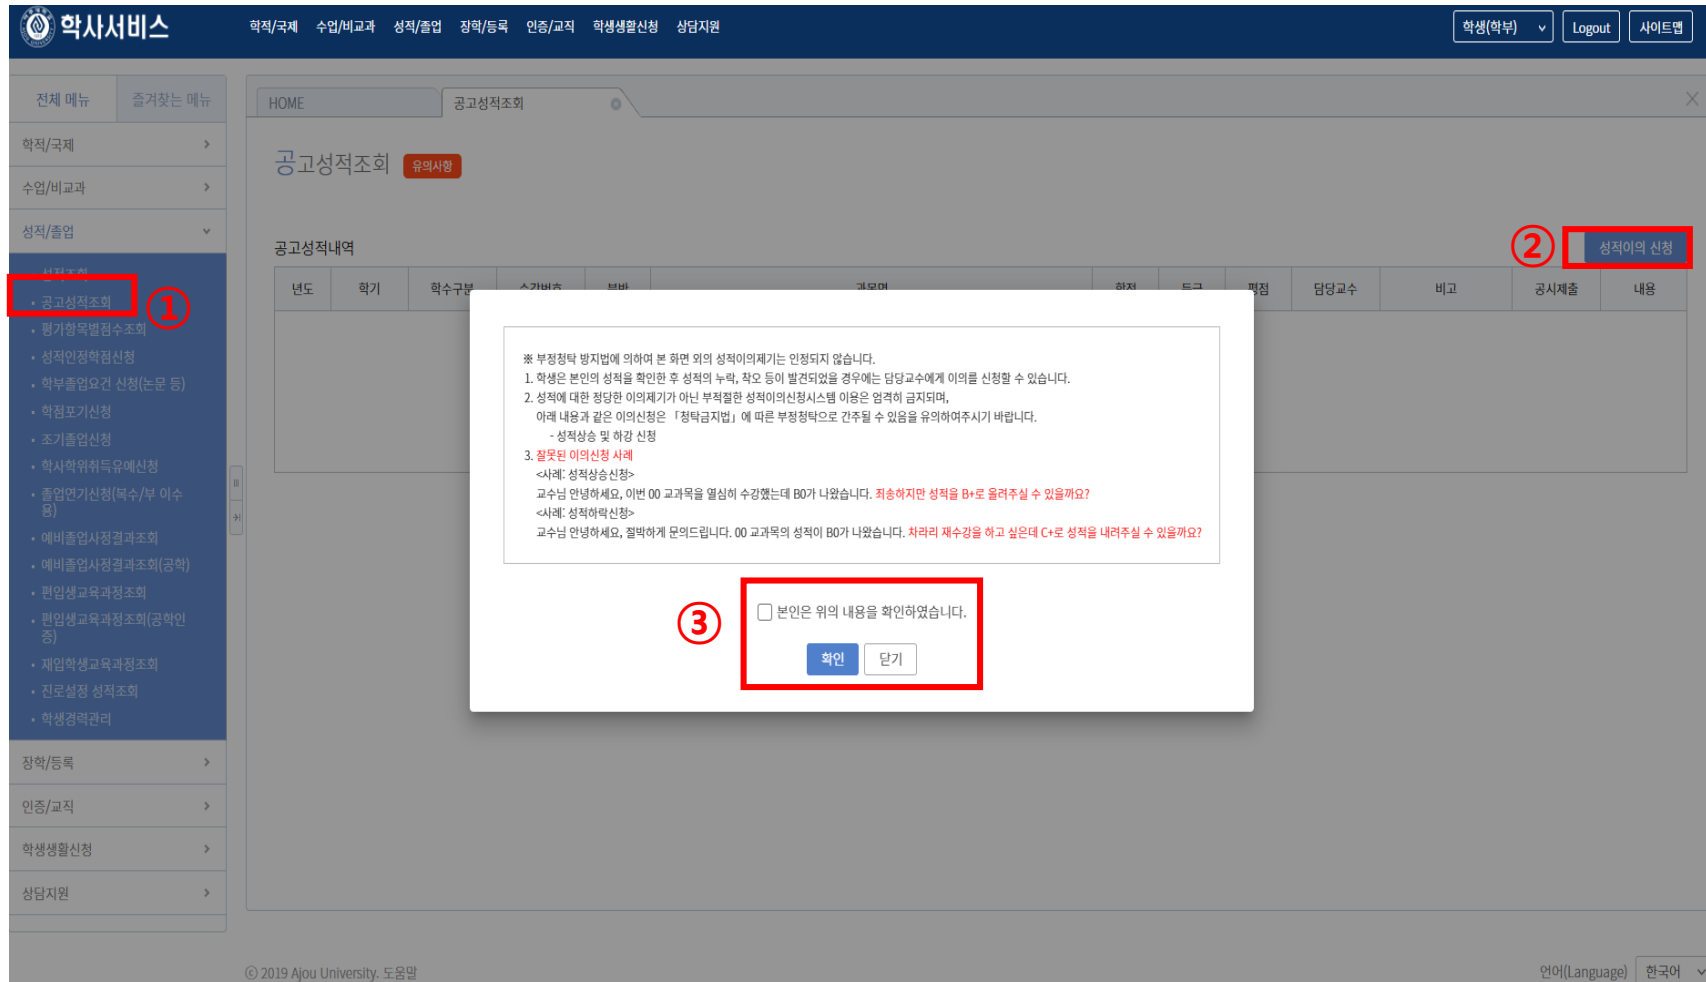 학사서비스
학적/국제 수업/비교과 성적/졸업 장학/등록 인증/교직 학생생활신청 상담지원
학생(학부) Logout 사이트맵
전체 메뉴 즐겨찾는 메뉴
HOME 공고성적조회
학적/국제
수업/비교과
성적/졸업
공고성적조회 유의사항
공고성적내역
② 성적이의 신청
년도 학기 학수구분 수강번호 분반 과목명 학점 등급 평점 담당교수 비고 공시제출 내용
성적조회
공고성적조회 ①
평가항목별점수조회
성적인정학점신청
학부졸업요건 신청(논문 등)
학점포기신청
조기졸업신청
학사학위취득유예신청
졸업연기신청(복수/부 이수
용)
예비졸업사정결과조회
예비졸업사정결과조회(공학)
편입생교육과정조회
편입생교육과정조회(공학인
증)
재입학생교육과정조회
진로설정 성적조회
학생경력관리
장학/등록
인증/교직
학생생활신청
상담지원
※ 부정청탁 방지법에 의하여 본 화면 외의 성적이의제기는 인정되지 않습니다.
1. 학생은 본인의 성적을 확인한 후 성적의 누락, 착오 등이 발견되었을 경우에는 담당교수에게 이의를 신청할 수 있습니다.
2. 성적에 대한 정당한 이의제기가 아닌 부적절한 성적이의신청시스템 이용은 엄격히 금지되며,
아래 내용과 같은 이의신청은 「청탁금지법」에 따른 부정청탁으로 간주될 수 있음을 유의하여주시기 바랍니다.
- 성적상승 및 하강 신청
3. 잘못된 이의신청 사례
<사례: 성적상승신청>
교수님 안녕하세요, 이번 00 교과목을 열심히 수강했는데 B0가 나왔습니다. 죄송하지만 성적을 B+로 올려주실 수 있을까요?
<사례: 성적하락신청>
교수님 안녕하세요, 절박하게 문의드립니다. 00 교과목의 성적이 B0가 나왔습니다. 차라리 재수강을 하고 싶은데 C+로 성적을 내려주실 수 있을까요?
③ 본인은 위의 내용을 확인하였습니다.
확인 닫기
ⓒ 2019 Ajou University. 도움말
언어(Language) 한국어